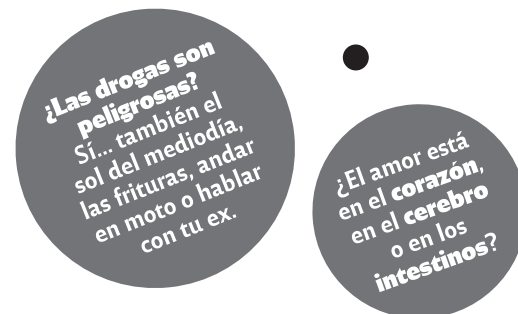 ¿Las drogas son
peligrosas?
Sí... también el
sol del mediodía,
las frituras, andar
en moto o hablar
con tu ex.
¿El amor está
en el corazón,
en el cerebro
o en los
intestinos?